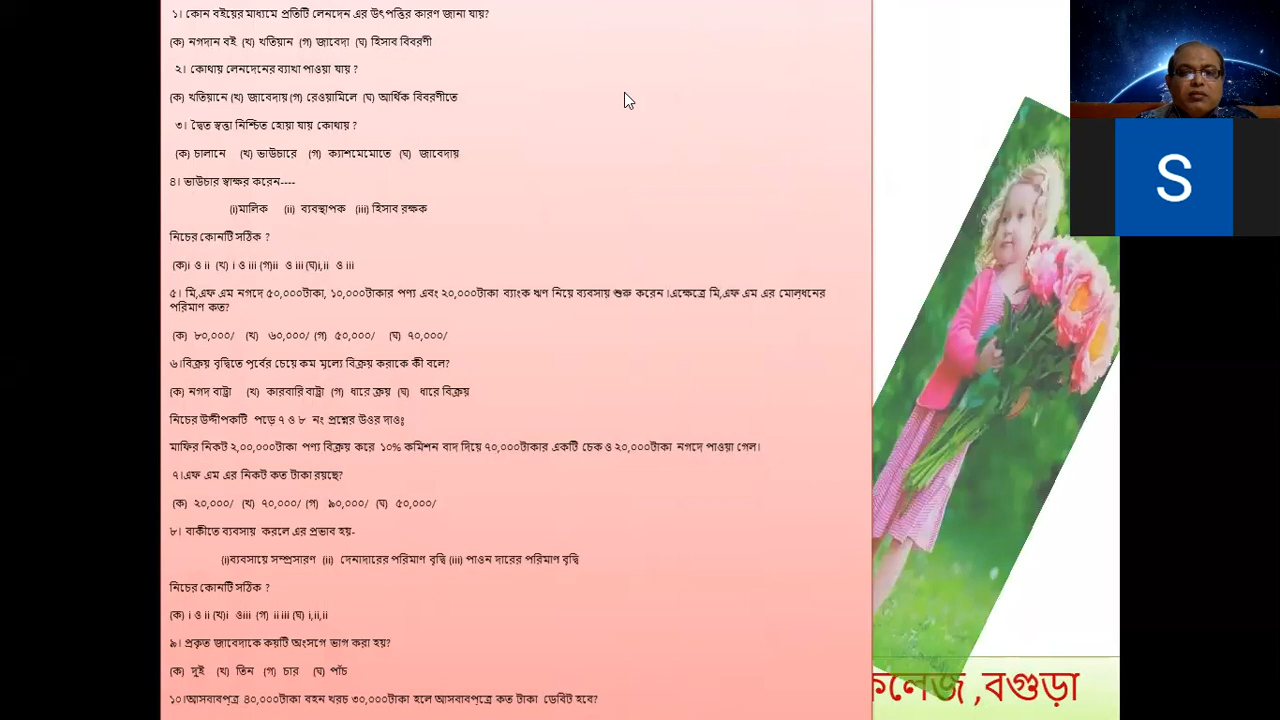 ১। কোন বইয়ের মাধ্যমে প্রতিটি লেনদেন এর উৎপত্তির কারণ জানা যায়?
(ক) নগদান বই (খ) খতিয়ান (গ) জাবেদা (ঘ) হিসাব বিবরণী
২। কোথায় লেনদেনের ব্যাখা পাওয়া যায় ?
(ক) খতিয়ানে (খ) জাবেদায় (গ) রেওয়ামিলে (ঘ) আর্থিক বিবরণীতে
৩। দ্বৈত স্বত্তা নিশ্চিত হোয়া যায় কোথায় ?
(ক) চালানে (খ) ভাউচারে (গ) ক্যাশমেমোতে (ঘ) জাবেদায়
৪। ভাউচার স্বাক্ষর করেন----
(i)মালিক (ii) ব্যবস্থাপক (iii) হিসাব রক্ষক
নিচের কোনটি সঠিক ?
(ক)i ও ii (খ) i ও iii (গ)ii ও iii (ঘ)i,ii ও iii
৫। মি,এফ এম নগদে ৫০,০০০টাকা, ১০,০০০টাকার পণ্য এবং ২০,০০০টাকা ব্যাংক ঋণ নিয়ে ব্যবসায় শুরু করেন।এক্ষেত্রে মি,এফ এম এর মোলধনের
পরিমাণ কত?
(ক) ৮০,০০০/ (খ) ৬০,০০০/ (গ) ৫০,০০০/ (ঘ) ৭০,০০০/
৬।বিক্রয় বৃদ্বিতে পূর্বের চেয়ে কম মূল্যে বিক্রয় করাকে কী বলে?
(ক) নগদ বাট্রা (খ) কারবারি বাট্রা (গ) ধারে ক্রয় (ঘ) ধারে বিক্রয়
নিচের উদ্দীপকটি পড়ে ৭ ও ৮ নং প্রশ্নের উওর দাওঃ
মাফির নিকট ২,০০,০০০টাকা পণ্য বিক্রয় করে ১০% কমিশন বাদ দিয়ে ৭০,০০০টাকার একটি চেক ও ২০,০০০টাকা নগদে পাওয়া গেল।
৭।এফ এম এর নিকট কত টাকা রয়ছে?
(ক) ২০,০০০/ (খ) ৭০,০০০/ (গ) ৯০,০০০/ (ঘ) ৫০,০০০/
৮। বাকীতে ব্যবসায় করলে এর প্রভাব হয়-
(i)ব্যবসায়ে সম্প্রসারণ (ii) দেনাদারের পরিমাণ বৃদ্বি (iii) পাওন দারের পরিমাণ বৃদ্বি
নিচের কোনটি সঠিক ?
(ক) i ও ii (খ)i ওiii (গ) ii iii (ঘ) i,ii,ii
৯। প্রকৃত জাবেদাকে কয়টি অংসগে ভাগ করা হয়?
(ক) দুই (খ) তিন (গ) চার (ঘ) পাঁচ
১০।আসবাবপত্র ৪০,০০০টাকা বহন খরচ ৩০,০০০টাকা হলে আসবাবপত্রে কত টাকা ডেবিট হবে?
S
কলেজ ,বগুড়া